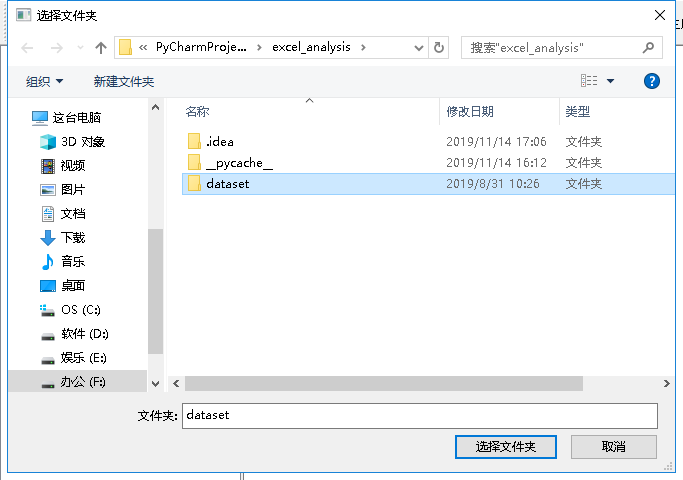 选择文件夹
« PyCharmProje... › excel_analysis ›
搜索"excel_analysis"
组织 新建文件夹
名称 修改日期 类型
.idea 2019/11/14 17:06 文件夹
__pycache__ 2019/11/14 16:12 文件夹
dataset 2019/8/31 10:26 文件夹
这台电脑
3D 对象
视频
图片
文档
下载
音乐
桌面
OS (C:)
软件 (D:)
娱乐 (E:)
办公 (F:)
文件夹: dataset
选择文件夹 取消